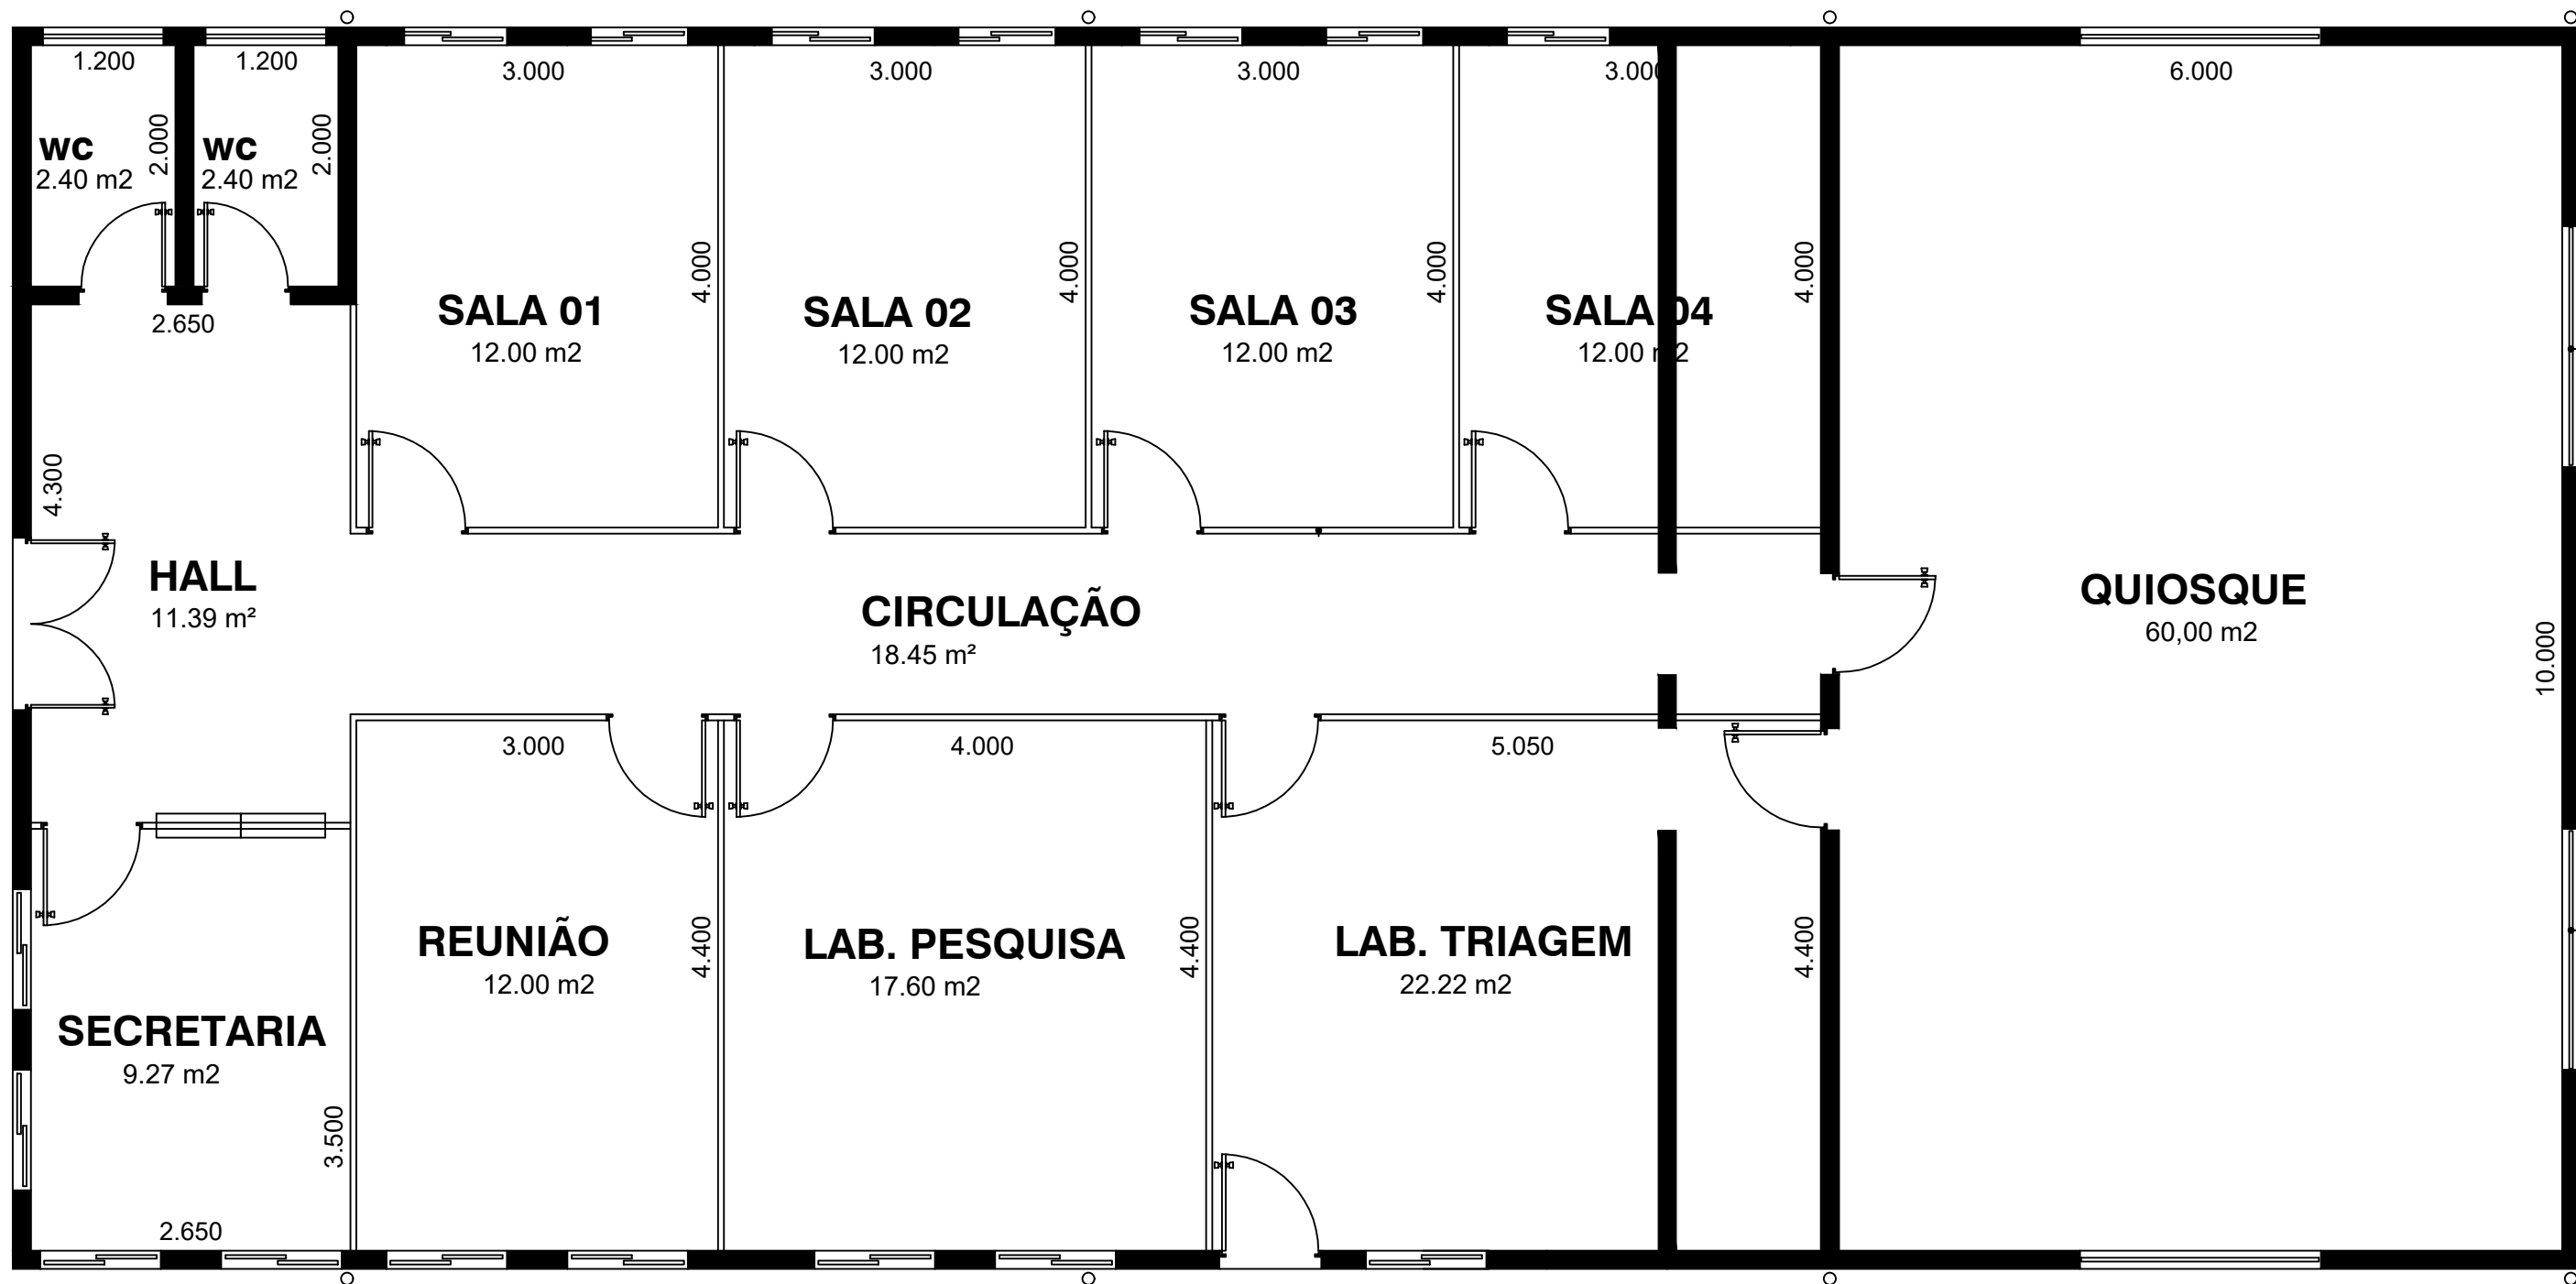 1.200
1.200
3.000
3.000
3.000
3.000
6.000
wc
2.40 m2
2.000
wc
2.40 m2
2.000
2.650
SALA 01
12.00 m2
4.000
SALA 02
12.00 m2
4.000
SALA 03
12.00 m2
4.000
SALA 04
12.00 m2
4.000
4.300
HALL
11.39 m²
CIRCULAÇÃO
18.45 m²
QUIOSQUE
60,00 m2
10.000
3.000
4.000
5.050
REUNIÃO
12.00 m2
4.400
LAB. PESQUISA
17.60 m2
4.400
LAB. TRIAGEM
22.22 m2
4.400
SECRETARIA
9.27 m2
3.500
2.650